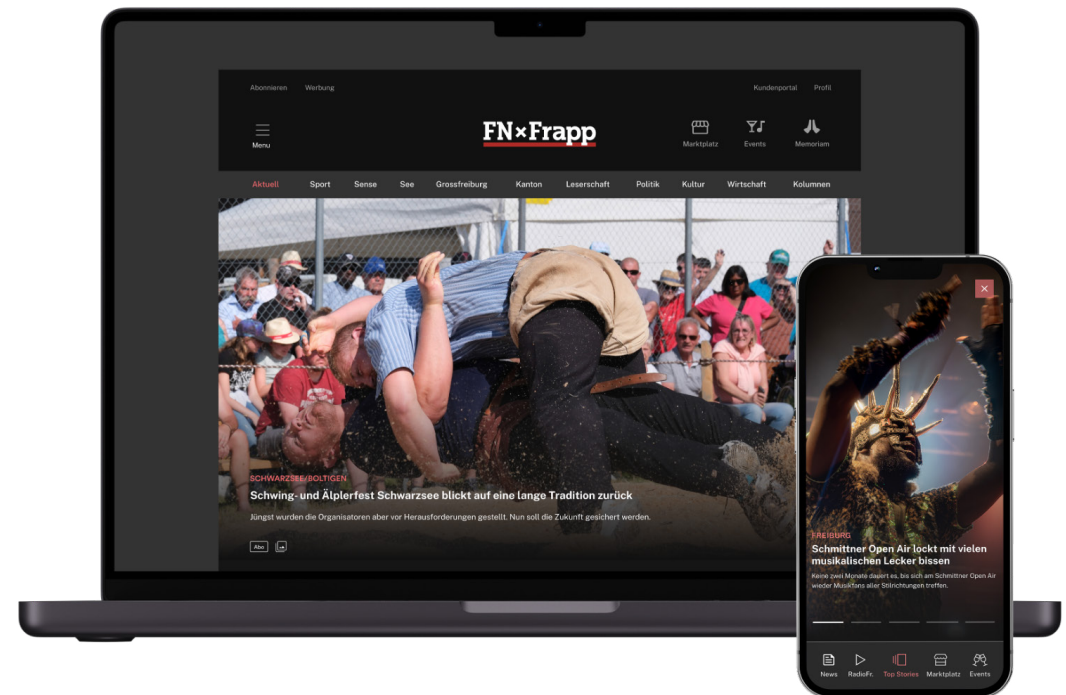 Abonnieren Werbung Kundenportal Profil
Menu
FN×Frapp
Marktplatz Events Memoriam
Aktuell Sport Sense See Grossfreiburg Kanton Leserschaft Politik Kultur Wirtschaft Kolumnen
SCHWARZSEE/BOLTIGEN
Schwing- und Älplerfest Schwarzsee blickt auf eine lange Tradition zurück
Jüngst wurden die Organisatoren aber vor Herausforderungen gestellt. Nun soll die Zukunft gesichert werden.
Abo
FREIBURG
Schmittner Open Air lockt mit vielen
musikalischen Lecker bissen
Keine zwei Monate dauert es, bis sich am Schmittner Open Air
wieder Musikfans aller Stilrichtungen treffen.
News RadioFr. Top Stories Marktplatz Events